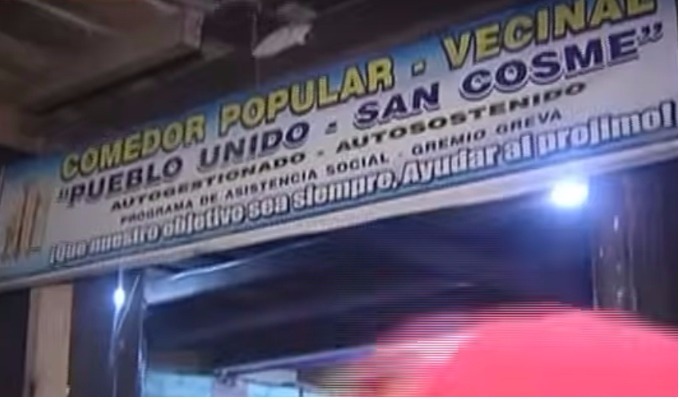 COMEDOR POPULAR - VECINAL
"PUEBLO UNIDO - SAN COSME"
AUTOGESTIONADO - AUTOSOSTENIDO
PROGRAMA DE ASISTENCIA SOCIAL - GREMIO GREVA
¡Que nuestro objetivo sea siempre, Ayudar al projimo!